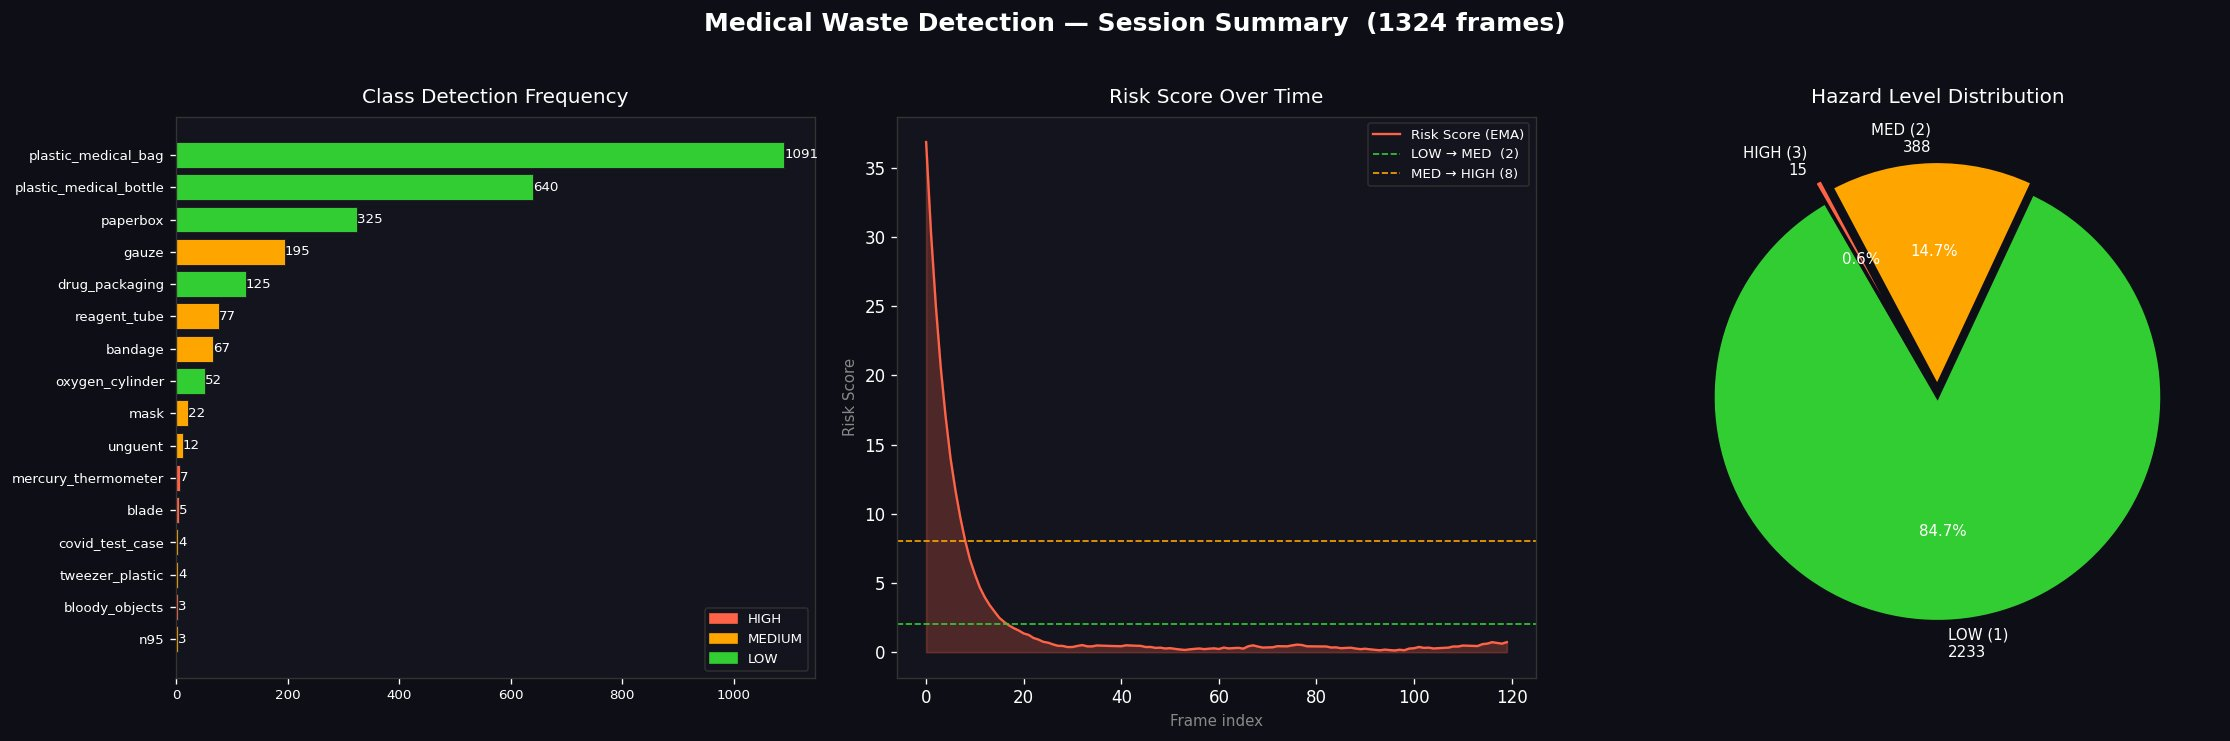 Medical Waste Detection — Session Summary  (1324 frames)
Class Detection Frequency
plastic_medical_bag
1091
plastic_medical_bottle
640
paperbox
325
gauze
195
drug_packaging
125
reagent_tube
77
bandage
67
oxygen_cylinder
52
mask
22
unguent
12
mercury_thermometer
7
blade
5
covid_test_case
4
tweezer_plastic
4
bloody_objects
3
n95
3
HIGH
MEDIUM
LOW
0 200 400 600 800 1000
Risk Score Over Time
Risk Score (EMA)
LOW → MED  (2)
MED → HIGH (8)
Risk Score
35
30
25
20
15
10
5
0
0 20 40 60 80 100 120
Frame index
Hazard Level Distribution
MED (2)
388
HIGH (3)
15
14.7%
0.6%
84.7%
LOW (1)
2233